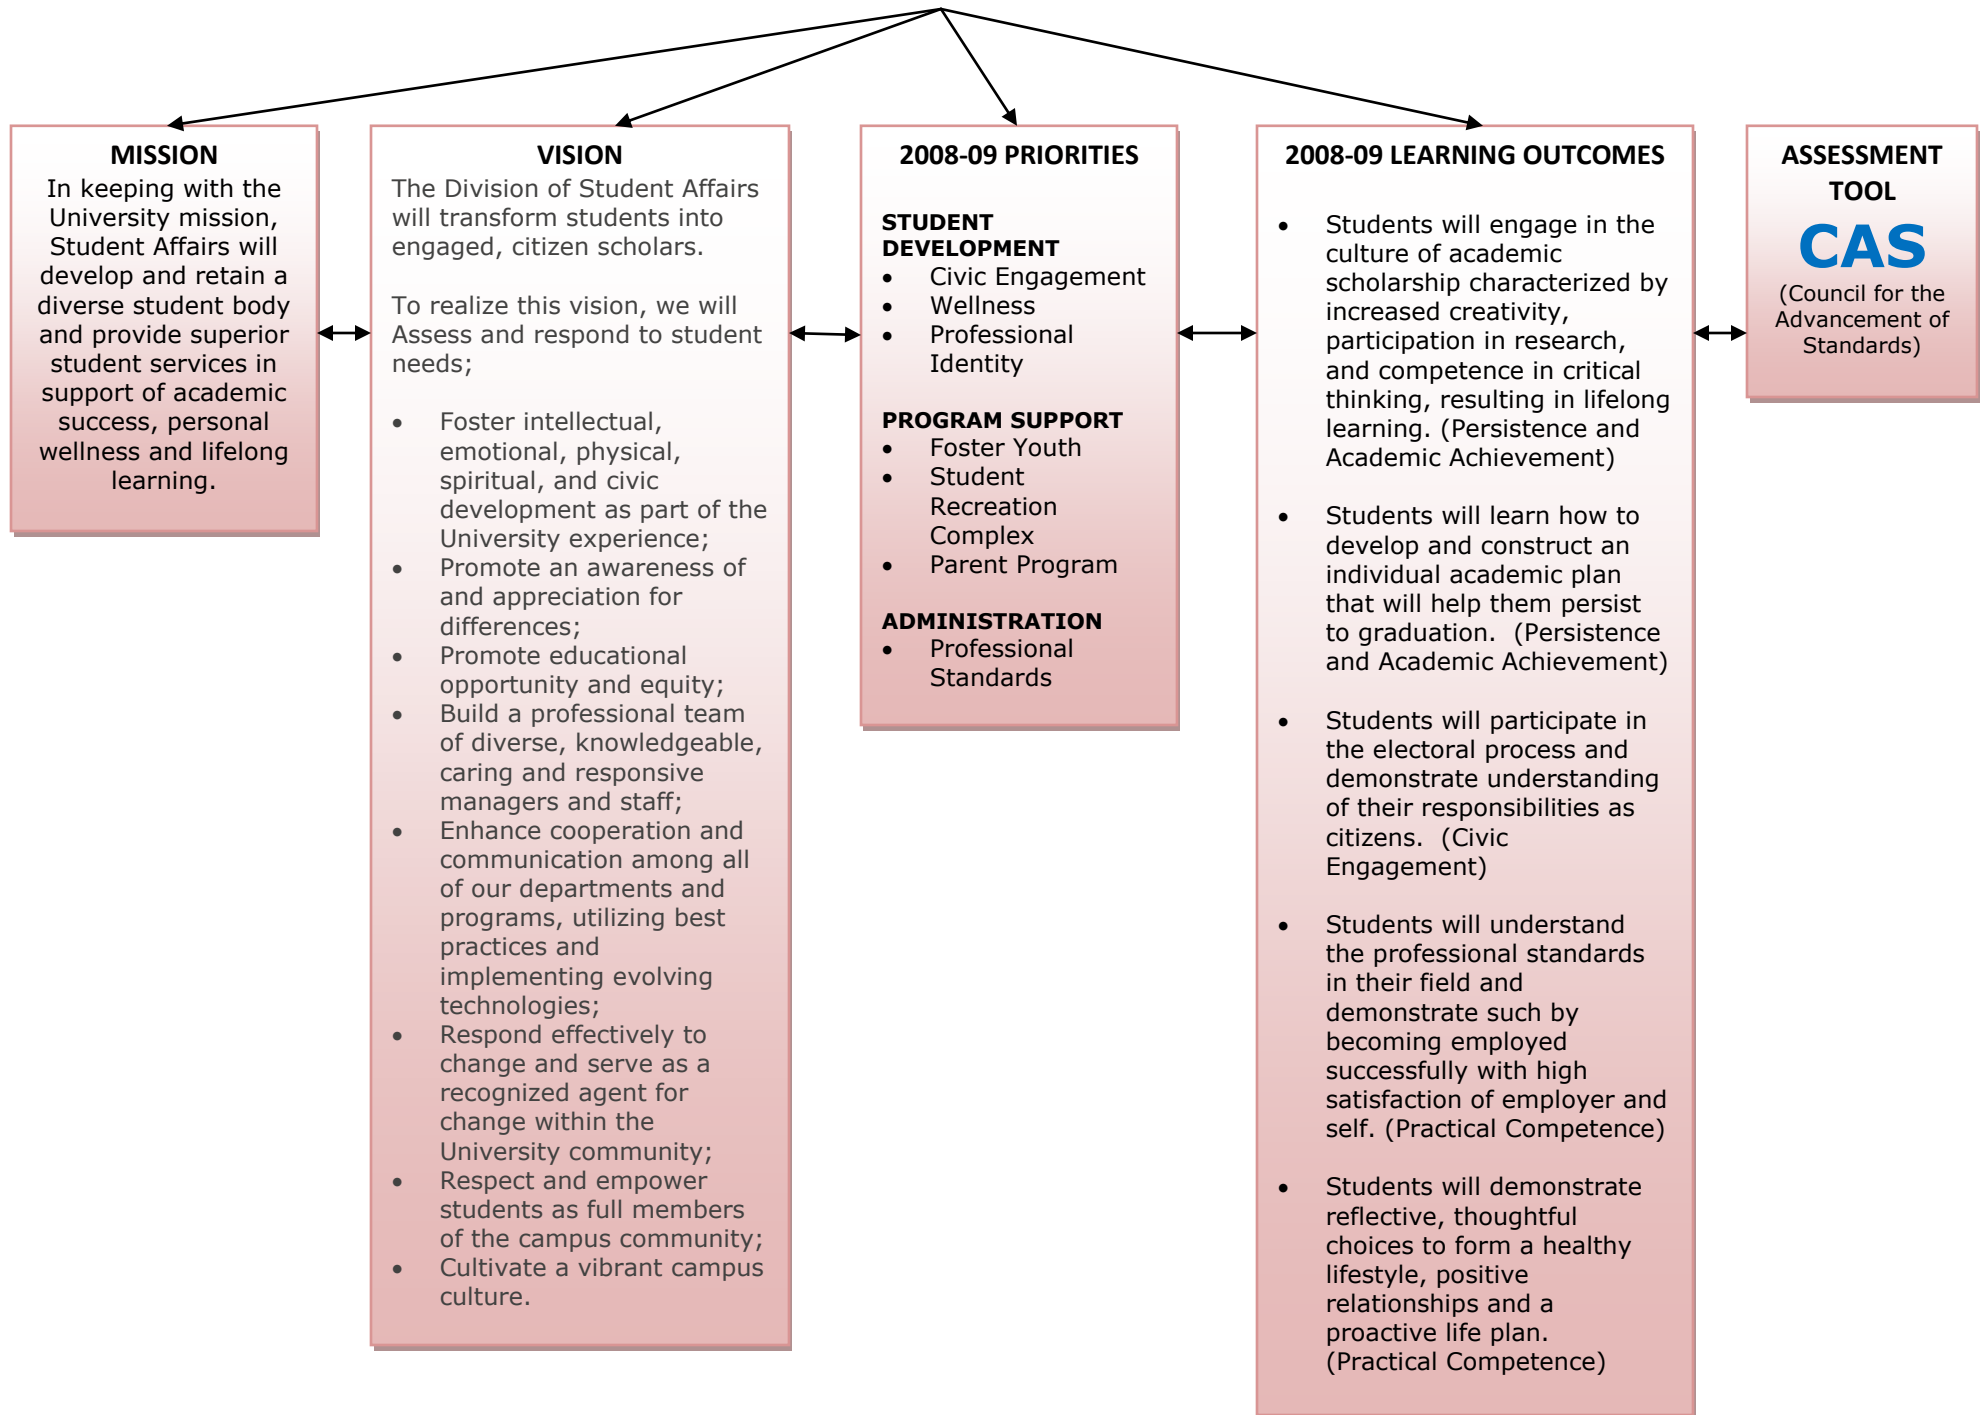 MISSION
In keeping with the
University mission,
Student Affairs will
develop and retain a
diverse student body
and provide superior
student services in
support of academic
success, personal
wellness and lifelong
learning.
VISION
The Division of Student Affairs
will transform students into
engaged, citizen scholars.
To realize this vision, we will
Assess and respond to student
needs;
• Foster intellectual,
emotional, physical,
spiritual, and civic
development as part of the
University experience;
• Promote an awareness of
and appreciation for
differences;
• Promote educational
opportunity and equity;
• Build a professional team
of diverse, knowledgeable,
caring and responsive
managers and staff;
• Enhance cooperation and
communication among all
of our departments and
programs, utilizing best
practices and
implementing evolving
technologies;
• Respond effectively to
change and serve as a
recognized agent for
change within the
University community;
• Respect and empower
students as full members
of the campus community;
• Cultivate a vibrant campus
culture.
2008-09 PRIORITIES
STUDENT
DEVELOPMENT
• Civic Engagement
• Wellness
• Professional
Identity
PROGRAM SUPPORT
• Foster Youth
• Student
Recreation
Complex
• Parent Program
ADMINISTRATION
• Professional
Standards
2008-09 LEARNING OUTCOMES
• Students will engage in the
culture of academic
scholarship characterized by
increased creativity,
participation in research,
and competence in critical
thinking, resulting in lifelong
learning. (Persistence and
Academic Achievement)
• Students will learn how to
develop and construct an
individual academic plan
that will help them persist
to graduation.  (Persistence
and Academic Achievement)
• Students will participate in
the electoral process and
demonstrate understanding
of their responsibilities as
citizens.  (Civic
Engagement)
• Students will understand
the professional standards
in their field and
demonstrate such by
becoming employed
successfully with high
satisfaction of employer and
self. (Practical Competence)
• Students will demonstrate
reflective, thoughtful
choices to form a healthy
lifestyle, positive
relationships and a
proactive life plan.
(Practical Competence)
ASSESSMENT
TOOL
CAS
(Council for the
Advancement of
Standards)